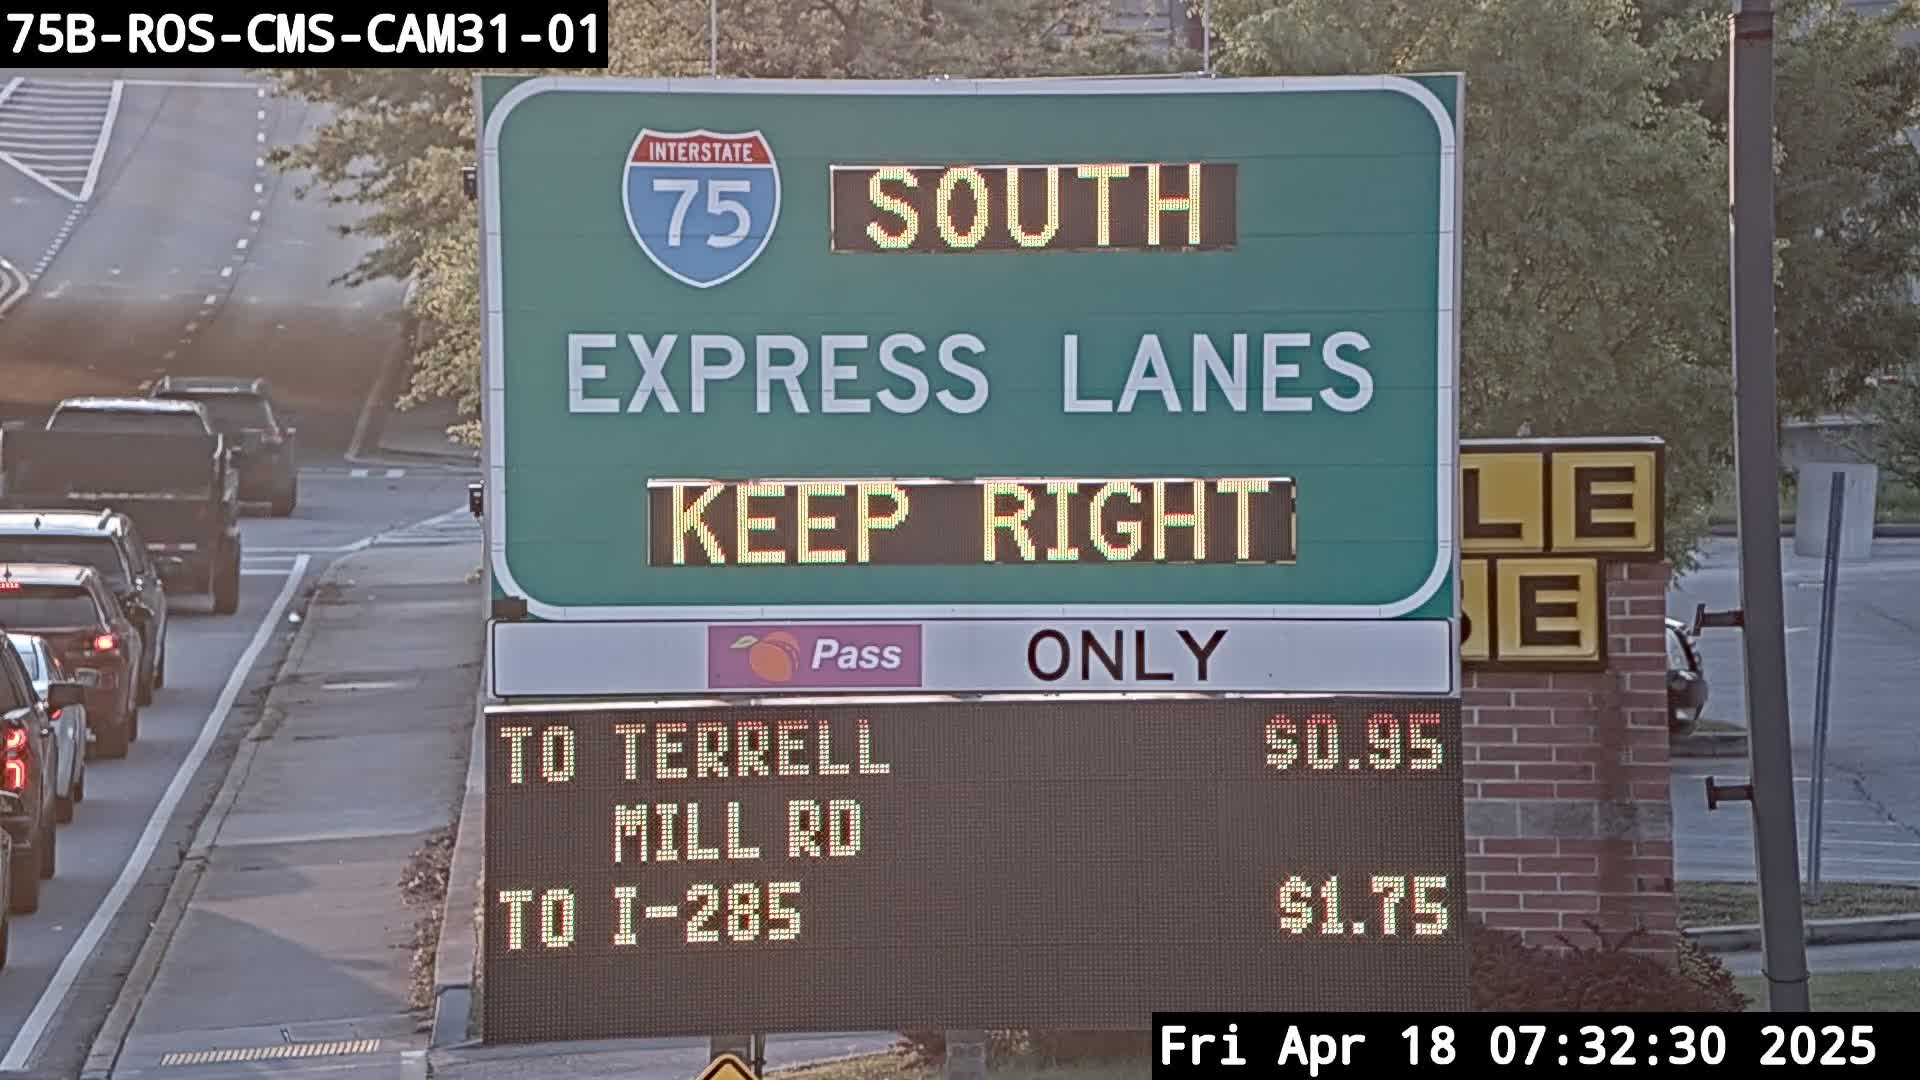 75B-ROS-CMS-CAM31-01
INTERSTATE
75
SOUTH
EXPRESS LANES
KEEP RIGHT
LE
E
Pass ONLY
TO TERRELL $0.95
MILL RD
TO I-285 $1.75
Fri Apr 18 07:32:30 2025